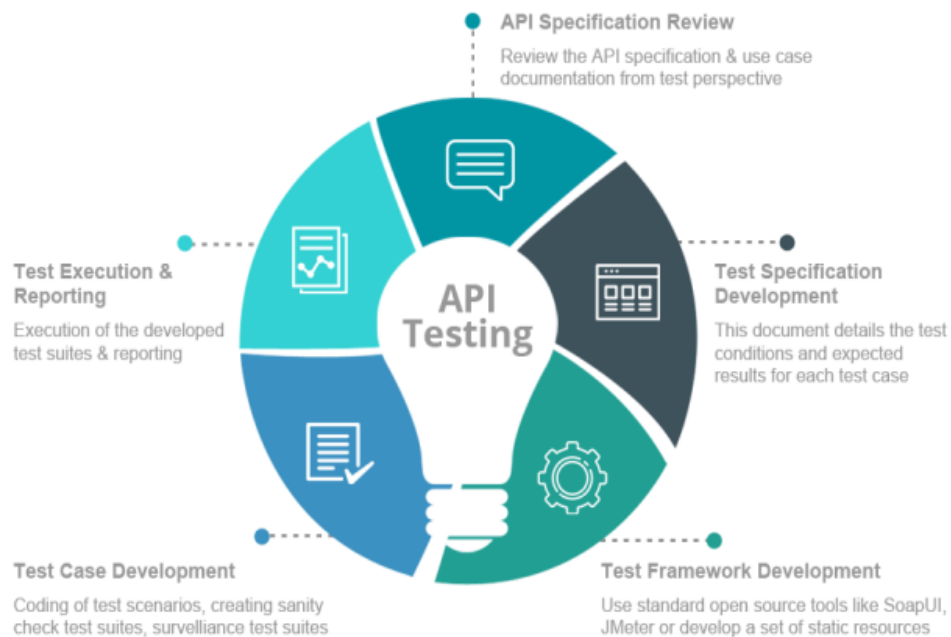 API Specification Review
Review the API specification & use case
documentation from test perspective
Test Execution &
Reporting
Execution of the developed
test suites & reporting
API
Testing
Test Specification
Development
This document details the test
conditions and expected
results for each test case
Test Case Development
Coding of test scenarios, creating sanity
check test suites, survelliance test suites
Test Framework Development
Use standard open source tools like SoapUI,
JMeter or develop a set of static resources